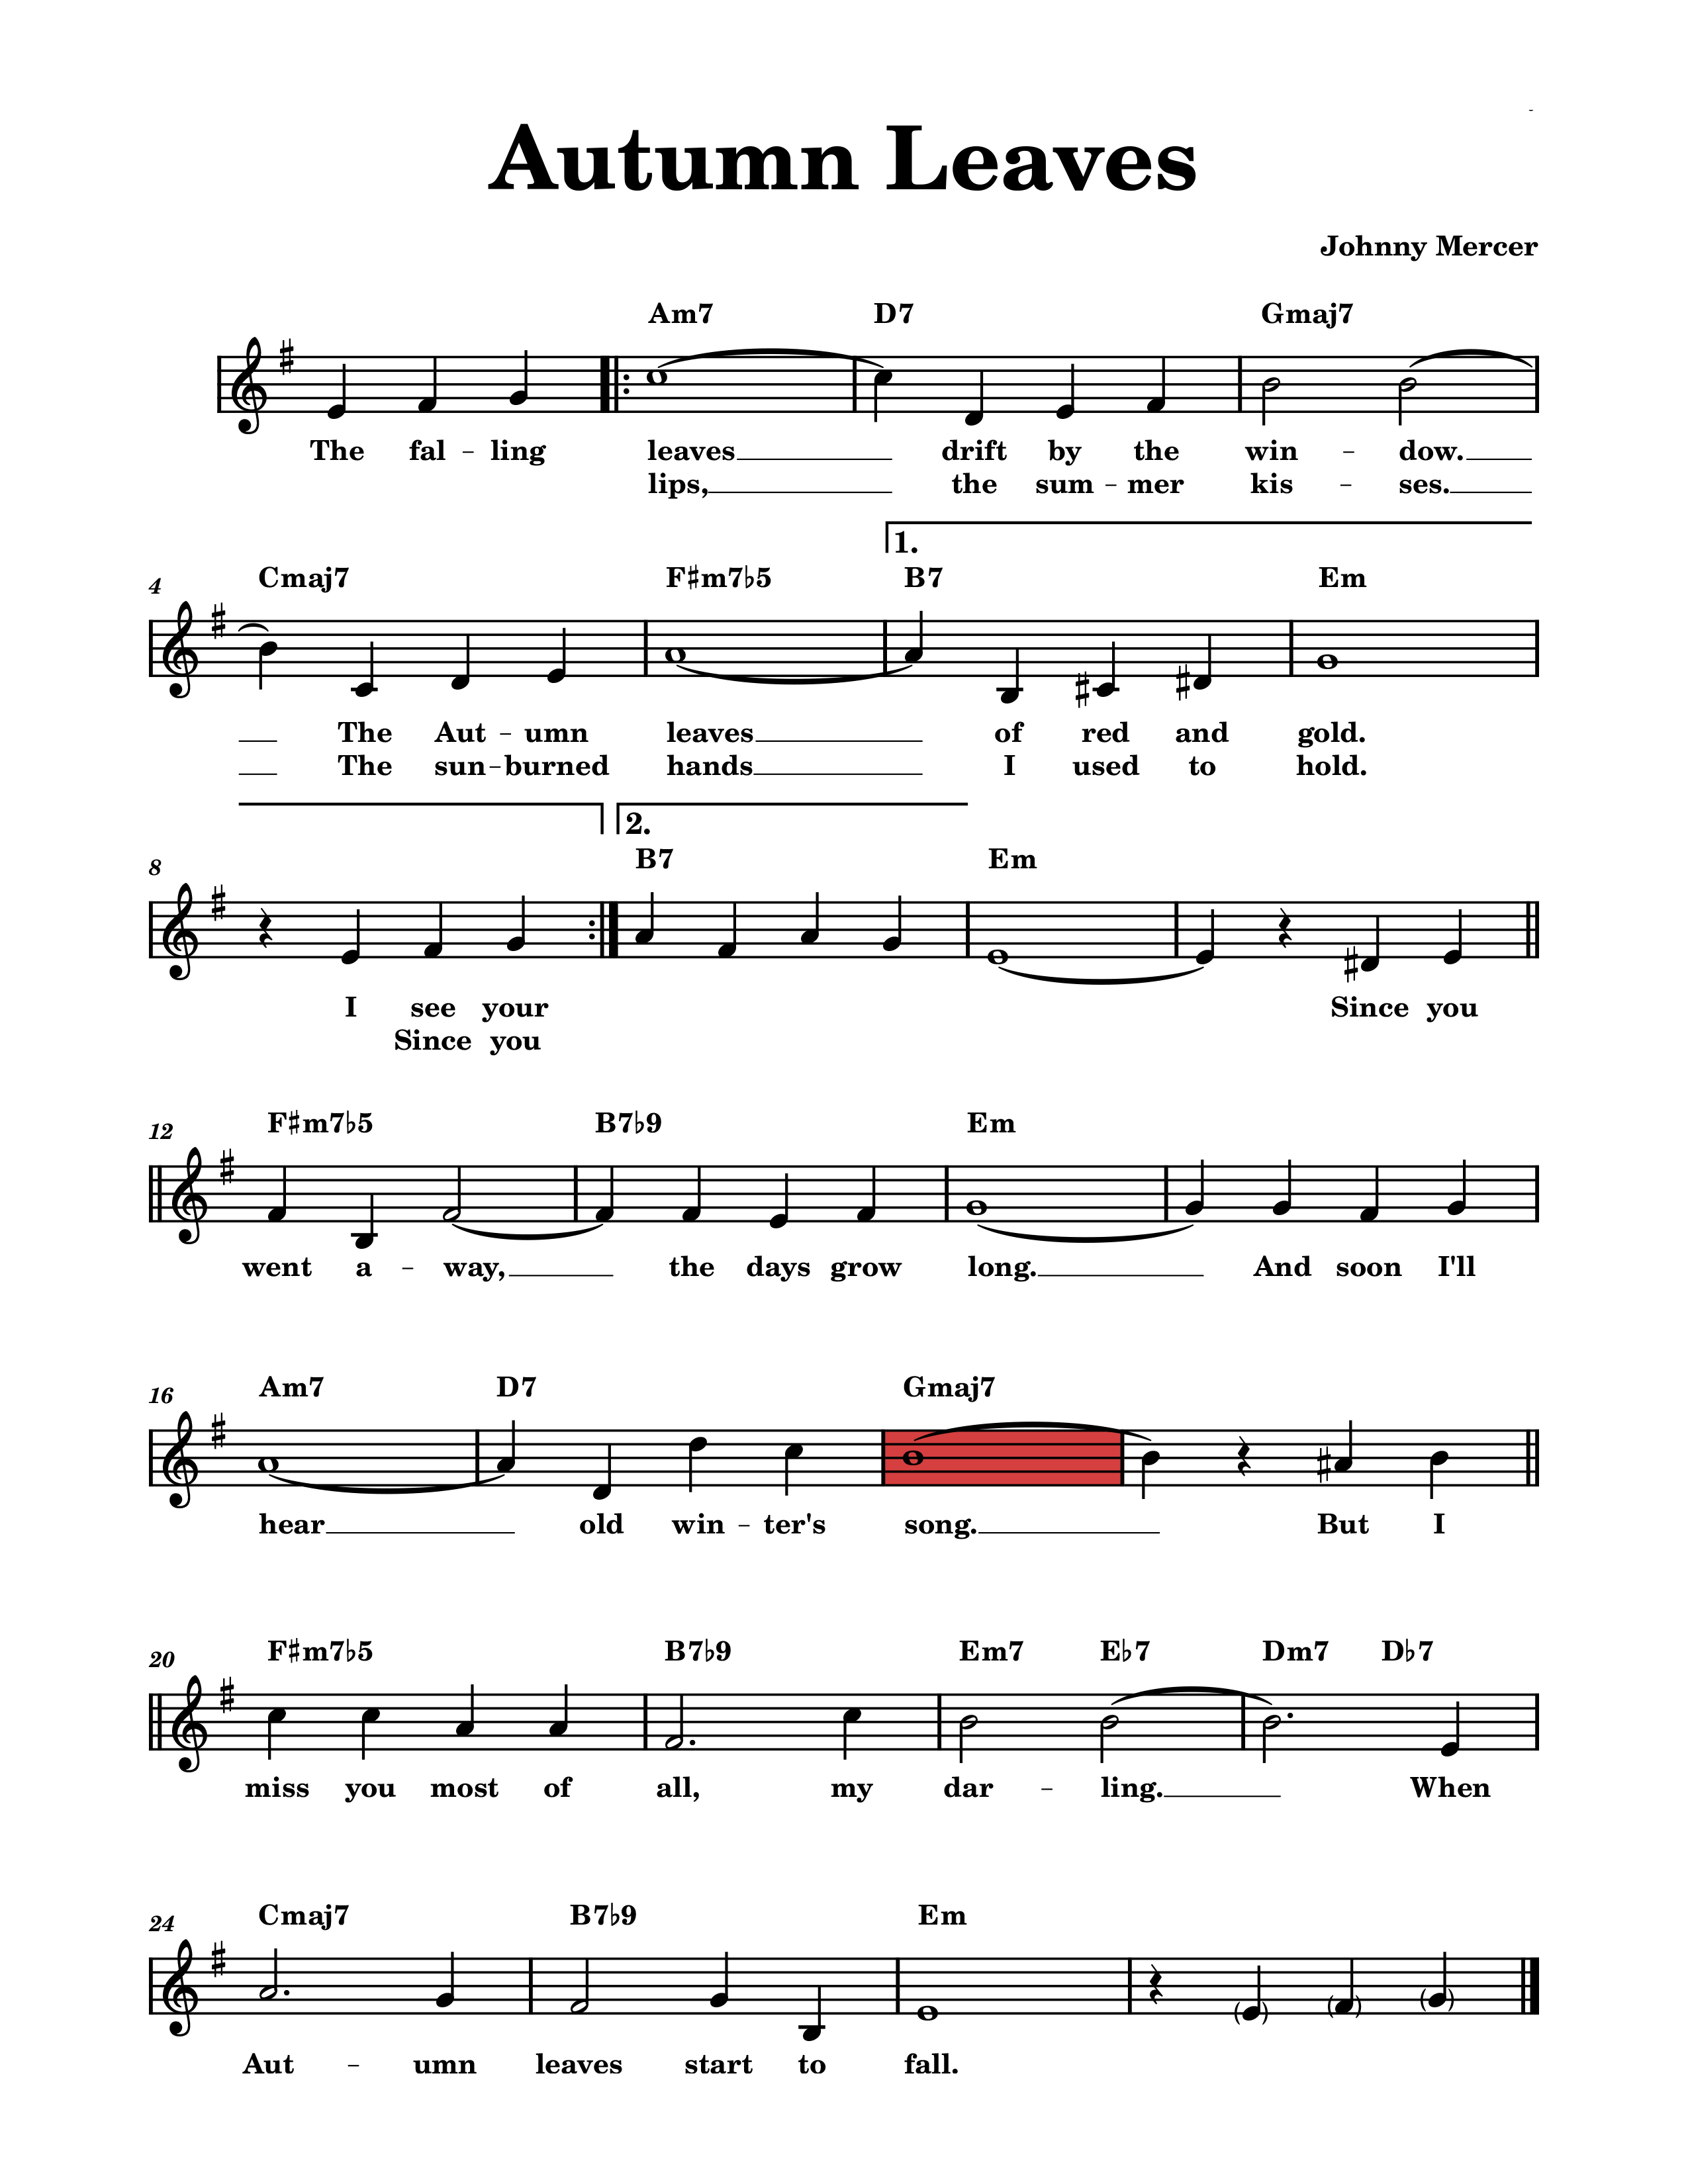 Autumn Leaves
Johnny Mercer
Am7 D7 Gmaj7
The fal - ling leaves drift by the win - dow.
lips, the sum - mer kis - ses.
1.
4 Cmaj7 F♯m7♭5 B7 Em
The Aut - umn leaves of red and gold.
The sun - burned hands I used to hold.
2.
8 B7 Em
I see your Since you
Since you
12 F♯m7♭5 B7♭9 Em
went a - way, the days grow long. And soon I'll
16 Am7 D7 Gmaj7
hear old win - ter's song. But I
20 F♯m7♭5 B7♭9 Em7 E♭7 Dm7 D♭7
miss you most of all, my dar - ling. When
24 Cmaj7 B7♭9 Em
Aut - umn leaves start to fall.